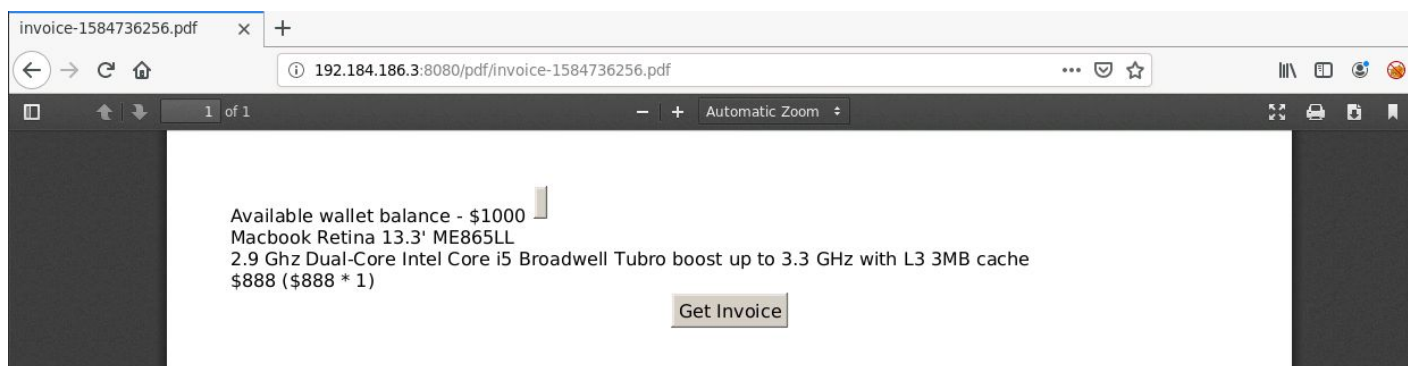 invoice-1584736256.pdf
192.184.186.3:8080/pdf/invoice-1584736256.pdf
1 of 1
Automatic Zoom
Available wallet balance - $1000
Macbook Retina 13.3' ME865LL
2.9 Ghz Dual-Core Intel Core i5 Broadwell Tubro boost up to 3.3 GHz with L3 3MB cache
$888 ($888 * 1)
Get Invoice